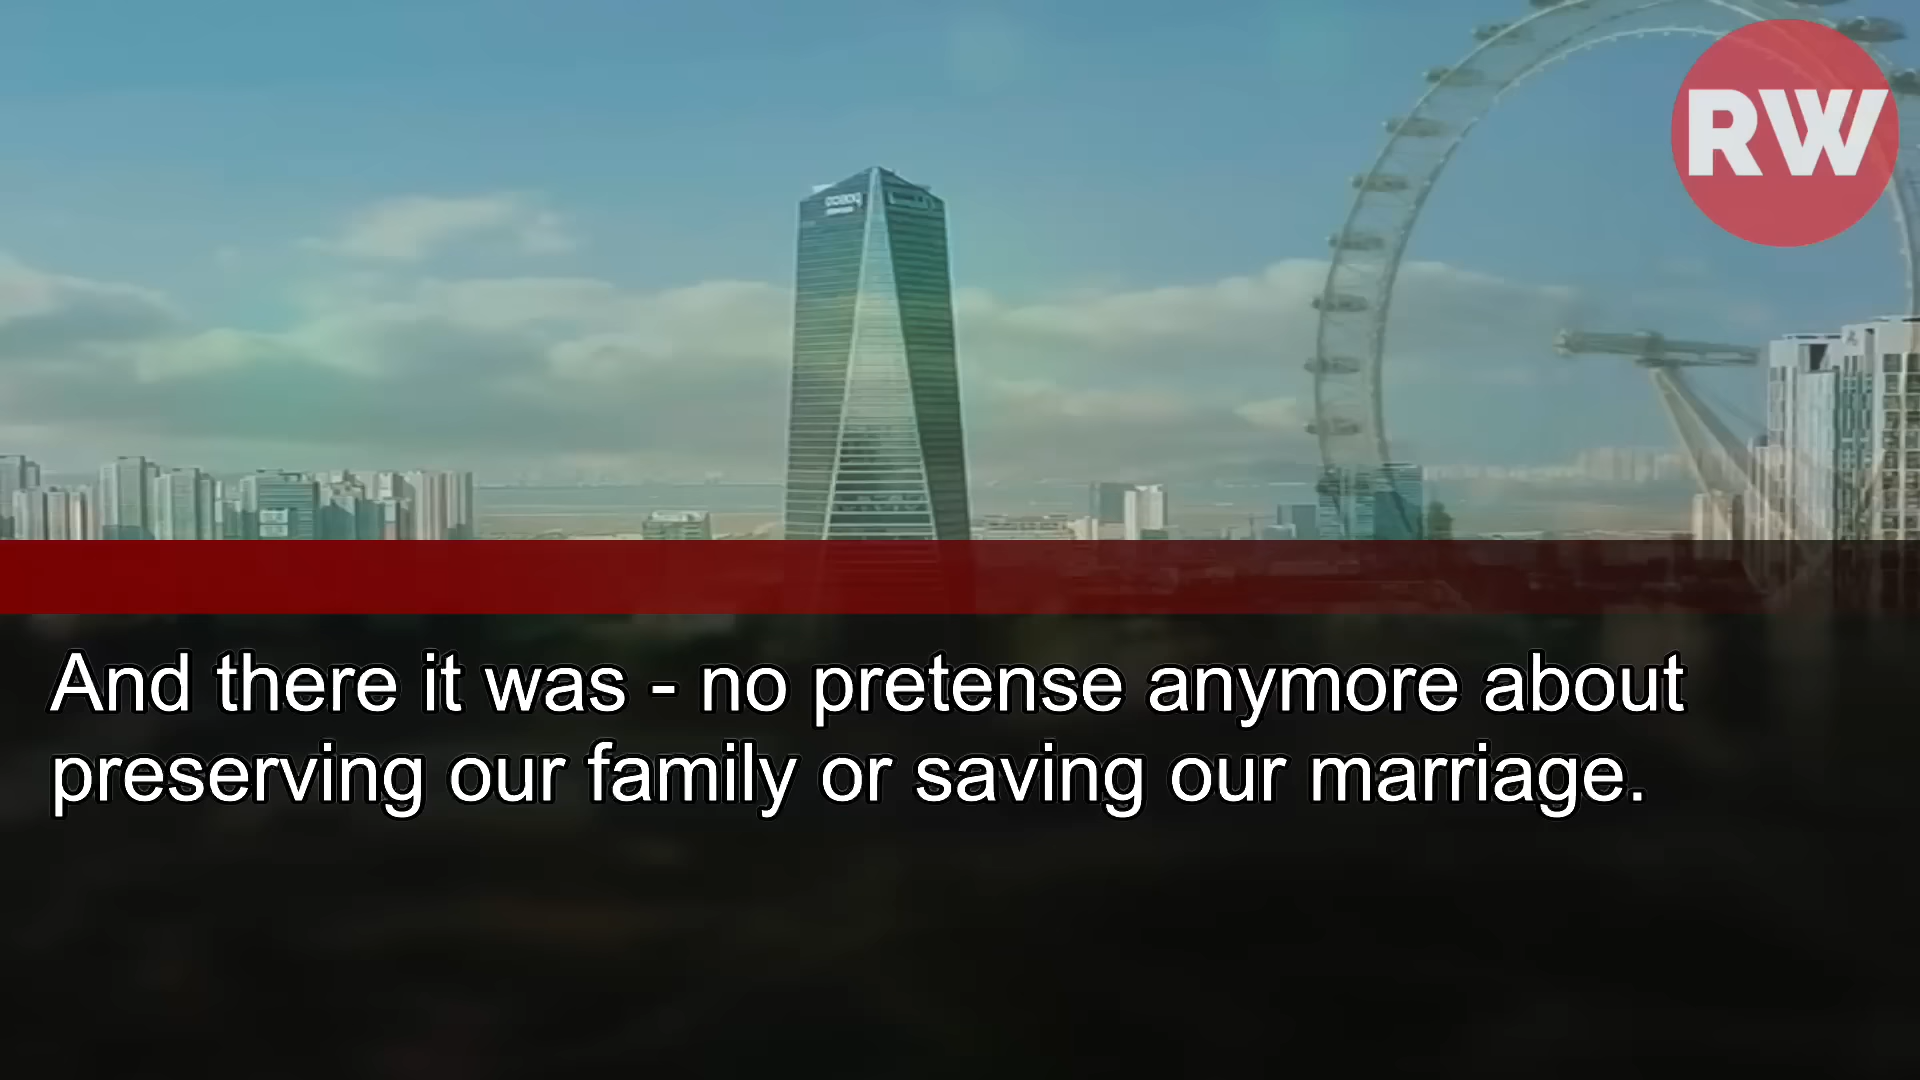 RW
And there it was - no pretense anymore about
preserving our family or saving our marriage.